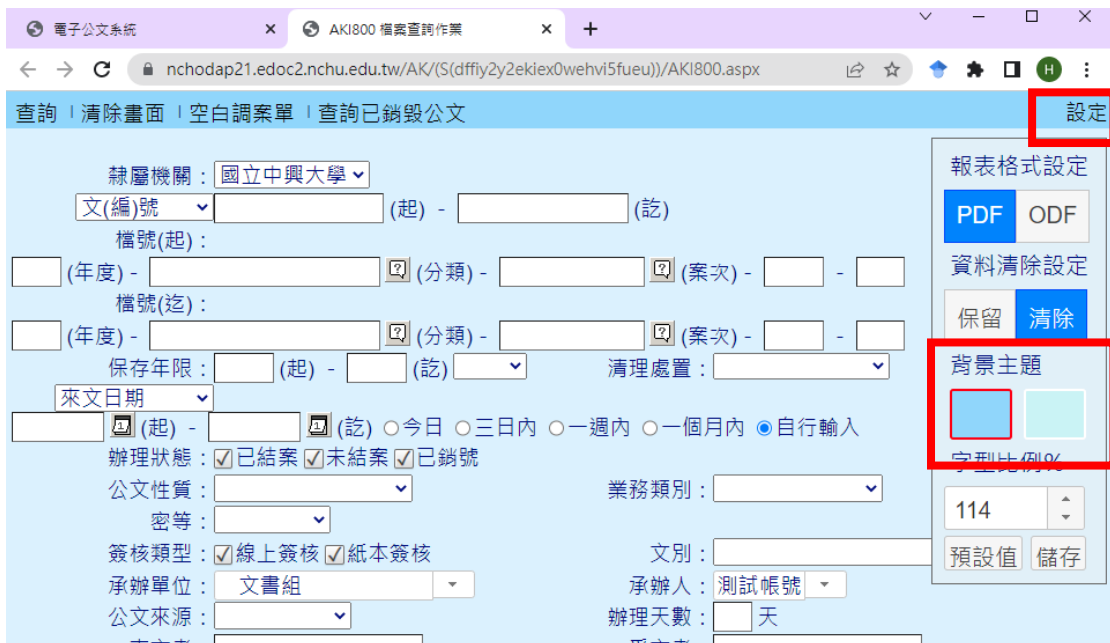 電子公文系統 AKI800 檔案查詢作業
nchodap21.edoc2.nchu.edu.tw/AK/(S(dffiy2y2ekiex0wehvi5fueu))/AKI800.aspx H
查詢 | 清除畫面 | 空白調案單 | 查詢已銷毀公文 設定
隸屬機關: 國立中興大學
文(編)號 (起) - (訖)
檔號(起):
(年度) - (分類) - (案次) - -
檔號(迄):
(年度) - (分類) - (案次) - -
保存年限: (起) - (訖) 清理處置:
來文日期
(起) - (訖) 今日 三日內 一週內 一個月內 自行輸入
辦理狀態: 已結案 未結案 已銷號
公文性質: 業務類別:
密等:
簽核類型: 線上簽核 紙本簽核 文別:
承辦單位: 文書組 承辦人: 測試帳號
公文來源: 辦理天數: 天
報表格式設定
PDF ODF
資料清除設定
保留 清除
背景主題
字型比例%
114
預設值 儲存